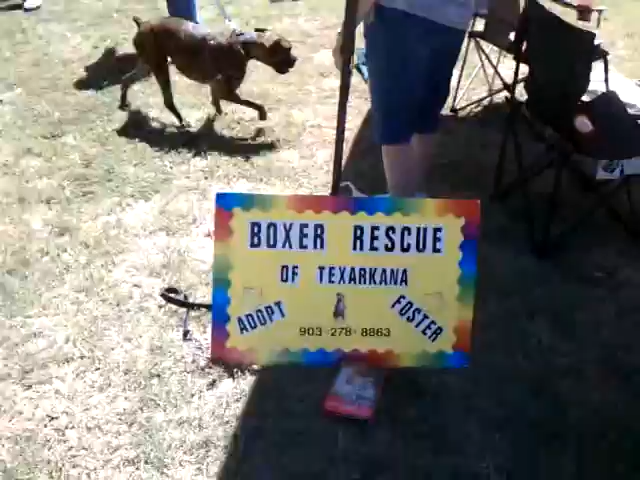 BOXER RESCUE
OF TEXARKANA
ADOPT
FOSTER
903-278-8863